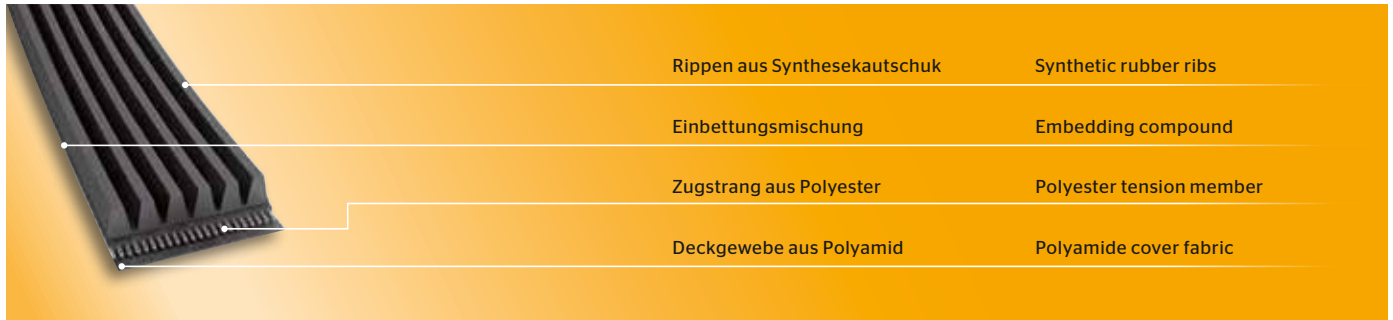 Rippen aus Synthesekautschuk Synthetic rubber ribs
Einbettungsmischung Embedding compound
Zugstrang aus Polyester Polyester tension member
Deckgewebe aus Polyamid Polyamide cover fabric